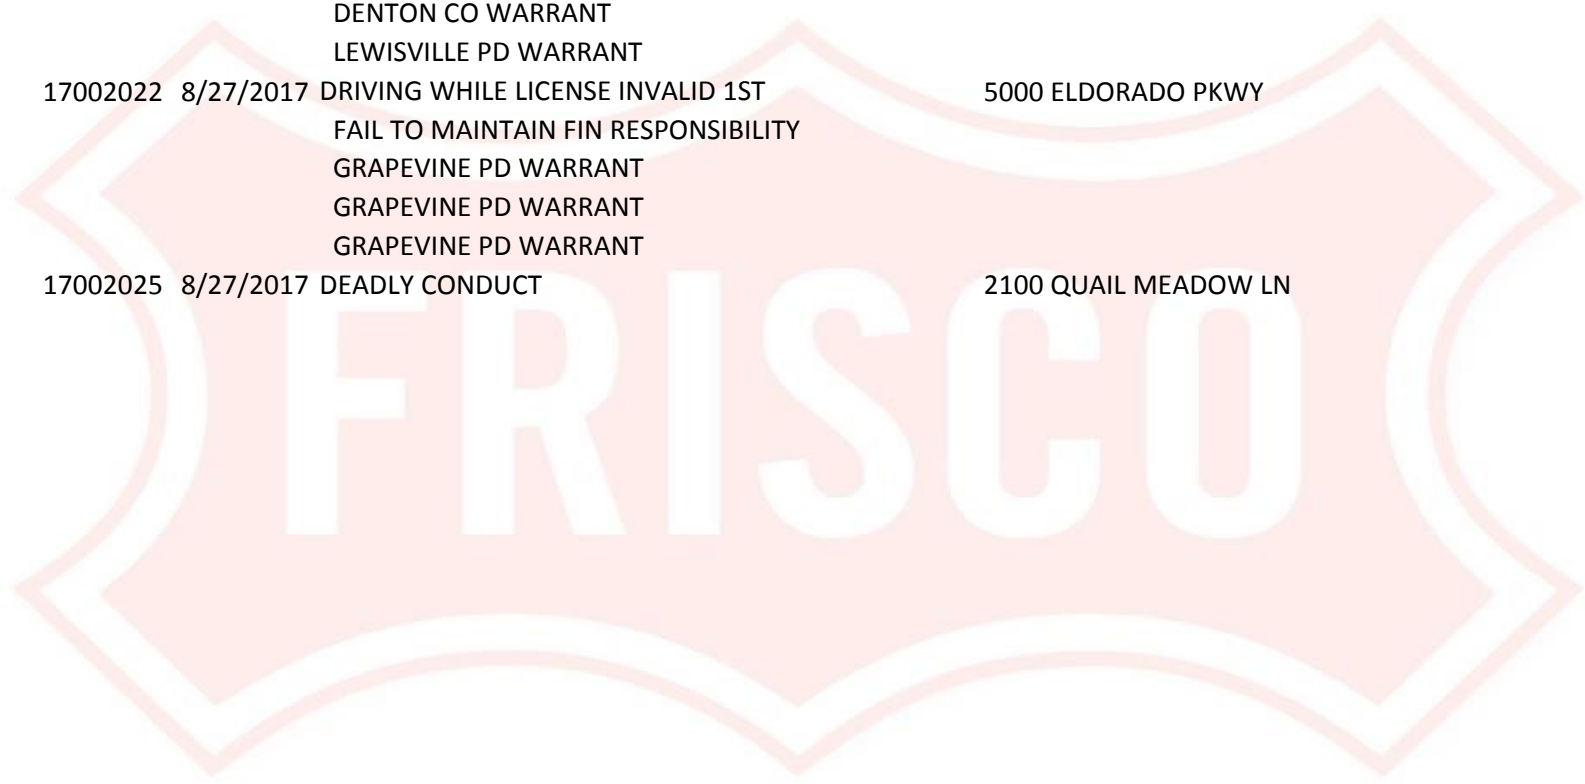 DENTON CO WARRANT
LEWISVILLE PD WARRANT
17002022 8/27/2017 DRIVING WHILE LICENSE INVALID 1ST 5000 ELDORADO PKWY
FAIL TO MAINTAIN FIN RESPONSIBILITY
GRAPEVINE PD WARRANT
GRAPEVINE PD WARRANT
GRAPEVINE PD WARRANT
17002025 8/27/2017 DEADLY CONDUCT 2100 QUAIL MEADOW LN
FRISCO